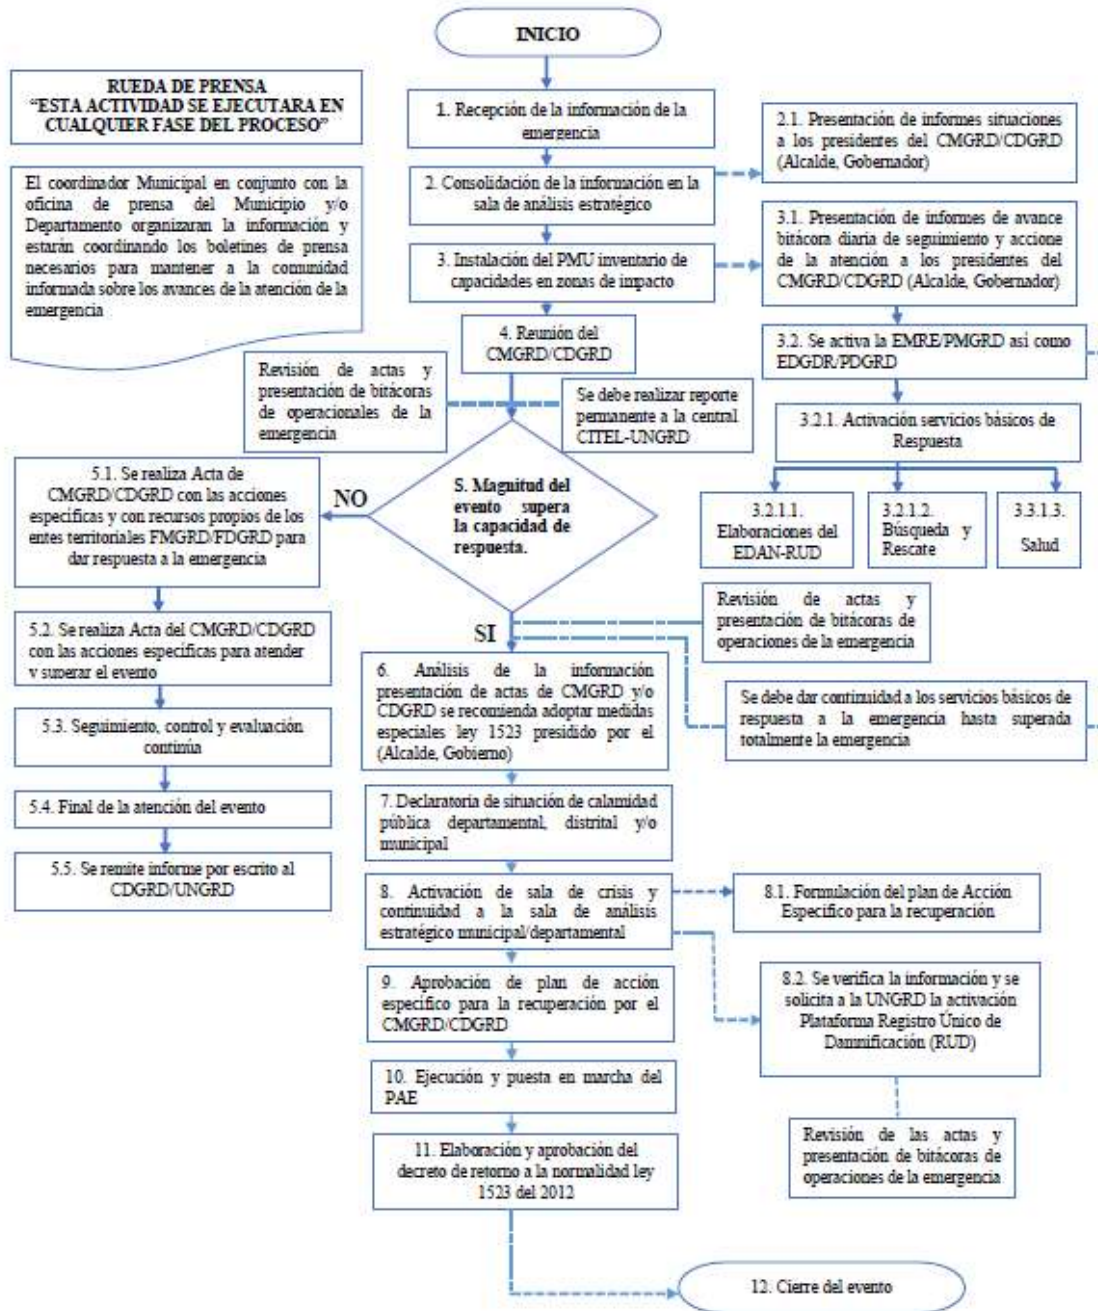 INICIO
RUEDA DE PRENSA
“ESTA ACTIVIDAD SE EJECUTARA EN
CUALQUIER FASE DEL PROCESO”
El coordinador Municipal en conjunto con la
oficina de prensa del Municipio y/o
Departamento organizaran la información y
estarán coordinando los boletines de prensa
necesarios para mantener a la comunidad
informada sobre los avances de la atención de la
emergencia
1. Recepción de la información de la
emergencia
2. Consolidación de la información en la
sala de análisis estratégico
2.1. Presentación de informes situaciones
a los presidentes del CMGRD/CDGRD
(Alcalde, Gobernador)
3. Instalación del PMU inventario de
capacidades en zonas de impacto
3.1. Presentación de informes de avance
bitácora diaria de seguimiento y accione
de la atención a los presidentes del
CMGRD/CDGRD (Alcalde, Gobernador)
3.2. Se activa la EMRE/PMGRD así como
EDGDR/PDGRD
3.2.1. Activación servicios básicos de
Respuesta
3.2.1.1.
Elaboraciones del
EDAN-RUD
3.2.1.2.
Búsqueda y
Rescate
3.3.1.3.
Salud
4. Reunión del
CMGRD/CDGRD
Revisión de actas y
presentación de bitácoras
de operacionales de la
emergencia
Se debe realizar reporte
permanente a la central
CITEL-UNGRD
S. Magnitud del
evento supera
la capacidad de
respuesta.
NO
5.1. Se realiza Acta de
CMGRD/CDGRD con las acciones
específicas y con recursos propios de los
entes territoriales FMGRD/FDGRD para
dar respuesta a la emergencia
5.2. Se realiza Acta del CMGRD/CDGRD
con las acciones específicas para atender
y superar el evento
5.3. Seguimiento, control y evaluación
continúa
5.4. Final de la atención del evento
5.5. Se remite informe por escrito al
CDGRD/UNGRD
SI
Revisión de actas y
presentación de bitácoras de
operaciones de la emergencia
Se debe dar continuidad a los servicios básicos de
respuesta a la emergencia hasta superada
totalmente la emergencia
6. Análisis de la información
presentación de actas de CMGRD y/o
CDGRD se recomienda adoptar medidas
especiales ley 1523 presidido por el
(Alcalde, Gobierno)
7. Declaratoria de situación de calamidad
pública departamental, distrital y/o
municipal
8. Activación de sala de crisis y
continuidad a la sala de análisis
estratégico municipal/departamental
8.1. Formulación del plan de Acción
Especifico para la recuperación
8.2. Se verifica la información y se
solicita a la UNGRD la activación
Plataforma Registro Único de
Damnificación (RUD)
Revisión de las actas y
presentación de bitácoras de
operaciones de la emergencia
9. Aprobación de plan de acción
específico para la recuperación por el
CMGRD/CDGRD
10. Ejecución y puesta en marcha del
PAE
11. Elaboración y aprobación del
decreto de retorno a la normalidad ley
1523 del 2012
12. Cierre del evento